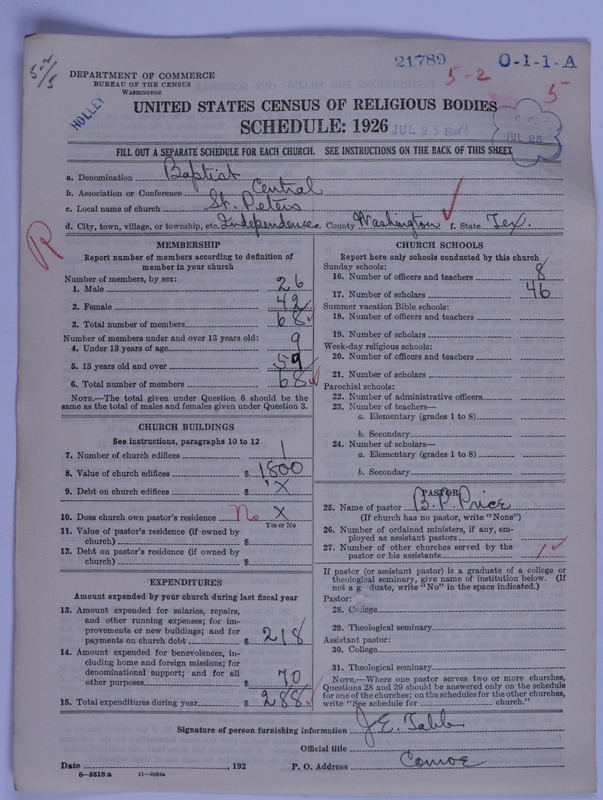 5-2/5
21789 0-1-1-A
DEPARTMENT OF COMMERCE
BUREAU OF THE CENSUS
WASHINGTON
5-2 5
HOLLEY
UNITED STATES CENSUS OF RELIGIOUS BODIES
SCHEDULE: 1926 JUL 23 JUL 25
FILL OUT A SEPARATE SCHEDULE FOR EACH CHURCH. SEE INSTRUCTIONS ON THE BACK OF THIS SHEET
a. Denomination Baptist
b. Association or Conference Central
c. Local name of church St. Peters
d. City, town, village, or township, etc. Independence e. County Washington f. State Tex.
R
MEMBERSHIP
Report number of members according to definition of
member in your church
Number of members, by sex:
1. Male 26
2. Female 42
3. Total number of members 68
Number of members under and over 13 years old:
4. Under 13 years of age 9
5. 13 years old and over 59
6. Total number of members 68
NOTE.—The total given under Question 6 should be the
same as the total of males and females given under Question 3.
CHURCH BUILDINGS
See instructions, paragraphs 10 to 12
7. Number of church edifices 1
8. Value of church edifices $ 1800
9. Debt on church edifices $ X
10. Does church own pastor's residence No X
Yes or No
11. Value of pastor's residence (if owned by
church) $
12. Debt on pastor's residence (if owned by
church) $
EXPENDITURES
Amount expended by your church during last fiscal year
13. Amount expended for salaries, repairs,
and other running expenses; for im-
provements or new buildings; and for
payments on church debt $ 218
14. Amount expended for benevolences, in-
cluding home and foreign missions; for
denominational support; and for all
other purposes $ 70
15. Total expenditures during year $ 288
CHURCH SCHOOLS
Report here only schools conducted by this church
Sunday schools:
16. Number of officers and teachers 8
17. Number of scholars 46
Summer vacation Bible schools:
18. Number of officers and teachers
19. Number of scholars
Week-day religious schools:
20. Number of officers and teachers
21. Number of scholars
Parochial schools:
22. Number of administrative officers
23. Number of teachers—
a. Elementary (grades 1 to 8)
b. Secondary
24. Number of scholars—
a. Elementary (grades 1 to 8)
b. Secondary
PASTOR
25. Name of pastor B. P. Price
(If church has no pastor, write "None")
26. Number of ordained ministers, if any, em-
ployed as assistant pastors
27. Number of other churches served by the
pastor or his assistants 1
If pastor (or assistant pastor) is a graduate of a college or
theological seminary, give name of institution below. (If
not a g duate, write "No" in the space indicated.)
Pastor:
28. College
29. Theological seminary
Assistant pastor:
30. College
31. Theological seminary
NOTE.—Where one pastor serves two or more churches,
Questions 28 and 29 should be answered only on the schedule
for one of the churches; on the schedules for the other churches,
write "See schedule for church."
Signature of person furnishing information J. E. Tabb
Official title
Date , 192 P. O. Address Conroe
8-5518a 11-9254a